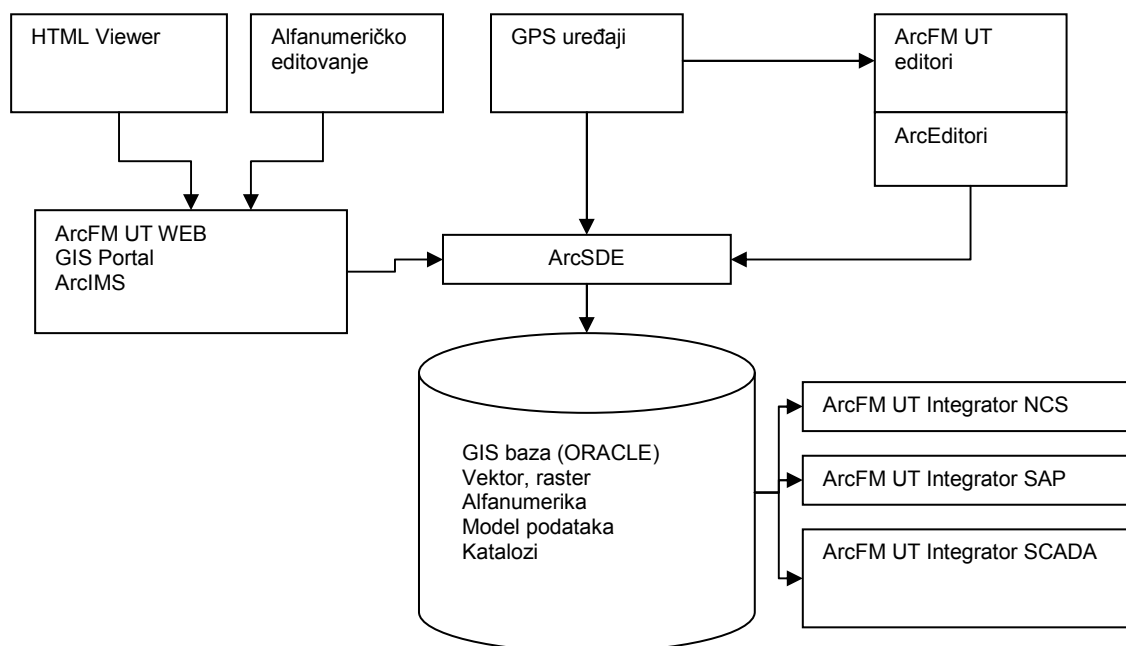 HTML Viewer
Alfanumeričko
editovanje
GPS uređaji
ArcFM UT
editori
ArcEditori
ArcFM UT WEB
GIS Portal
ArcIMS
ArcSDE
GIS baza (ORACLE)
Vektor, raster
Alfanumerika
Model podataka
Katalozi
ArcFM UT Integrator NCS
ArcFM UT Integrator SAP
ArcFM UT Integrator SCADA